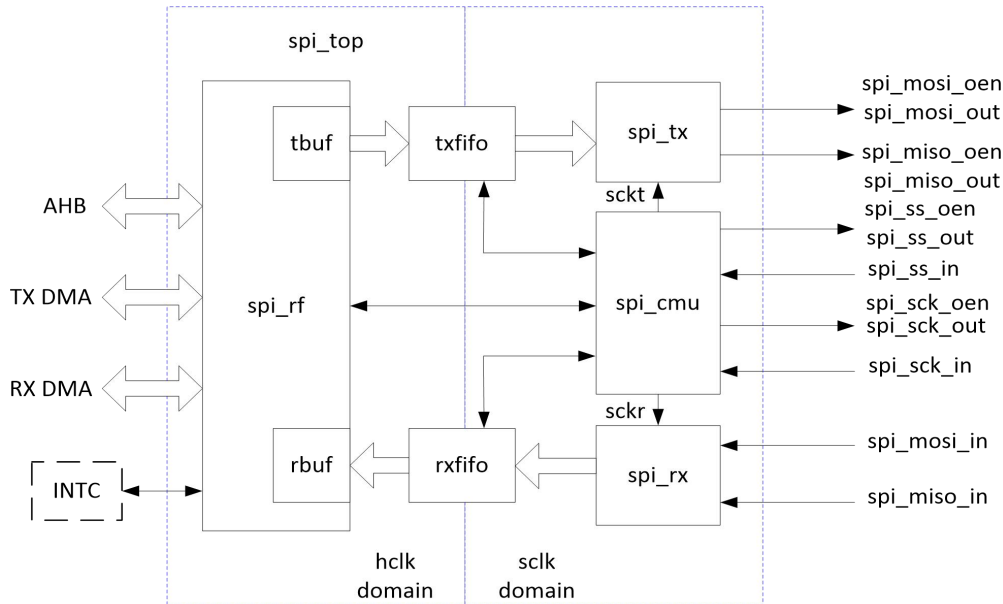 spi_top
tbuf
txfifo
spi_tx
spi_mosi_oen
spi_mosi_out
spi_miso_oen
spi_miso_out
sckt
AHB
spi_ss_oen
spi_ss_out
spi_ss_in
TX DMA
spi_rf
spi_cmu
spi_sck_oen
spi_sck_out
spi_sck_in
RX DMA
sckr
rbuf
rxfifo
spi_rx
spi_mosi_in
spi_miso_in
INTC
hclk
domain
sclk
domain